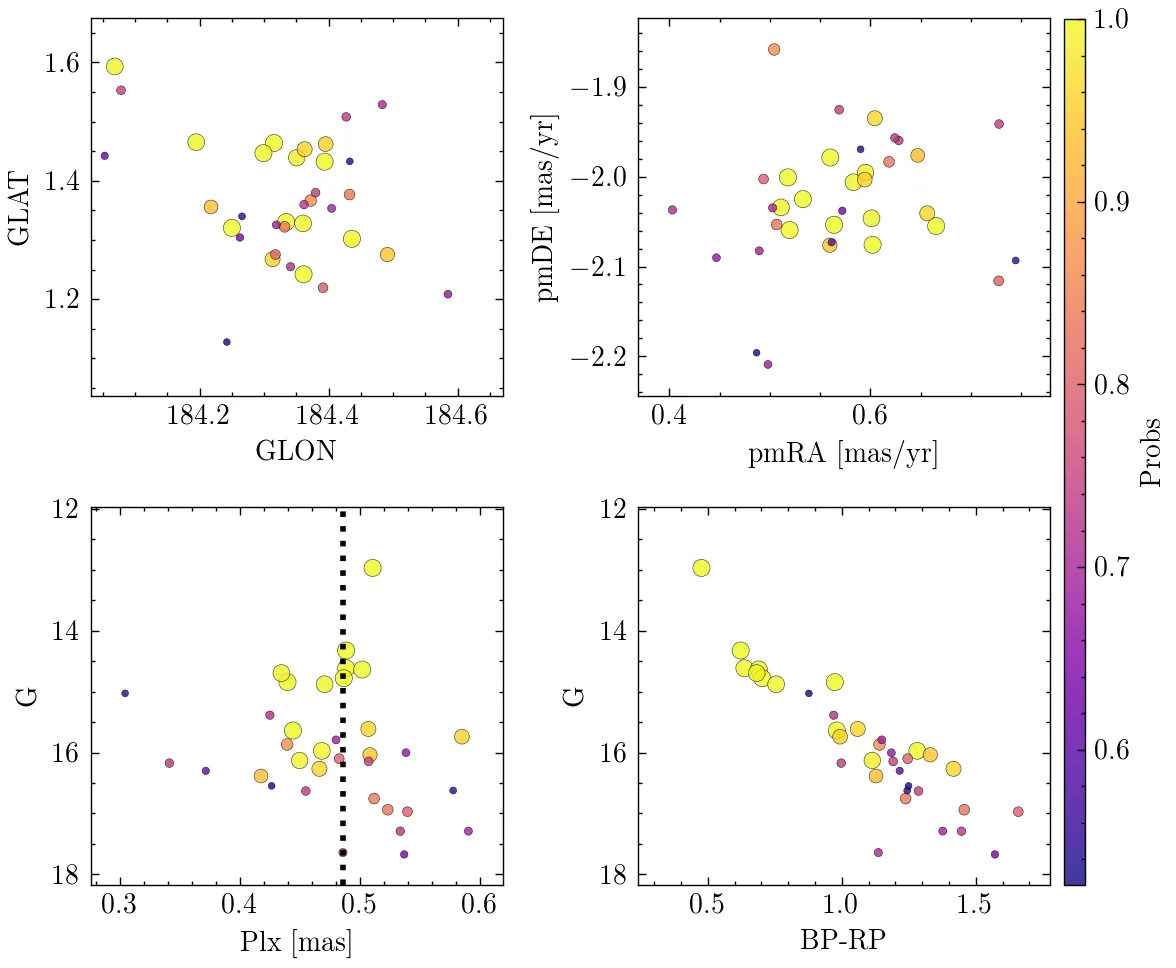 1.6
1.4
1.2
GLAT
184.2 184.4 184.6
GLON
−1.9
−2.0
−2.1
−2.2
pmDE [mas/yr]
0.4 0.6
pmRA [mas/yr]
1.0
0.9
0.8
0.7
0.6
Probs
12
14
16
18
G
0.3 0.4 0.5 0.6
Plx [mas]
12
14
16
18
G
0.5 1.0 1.5
BP-RP